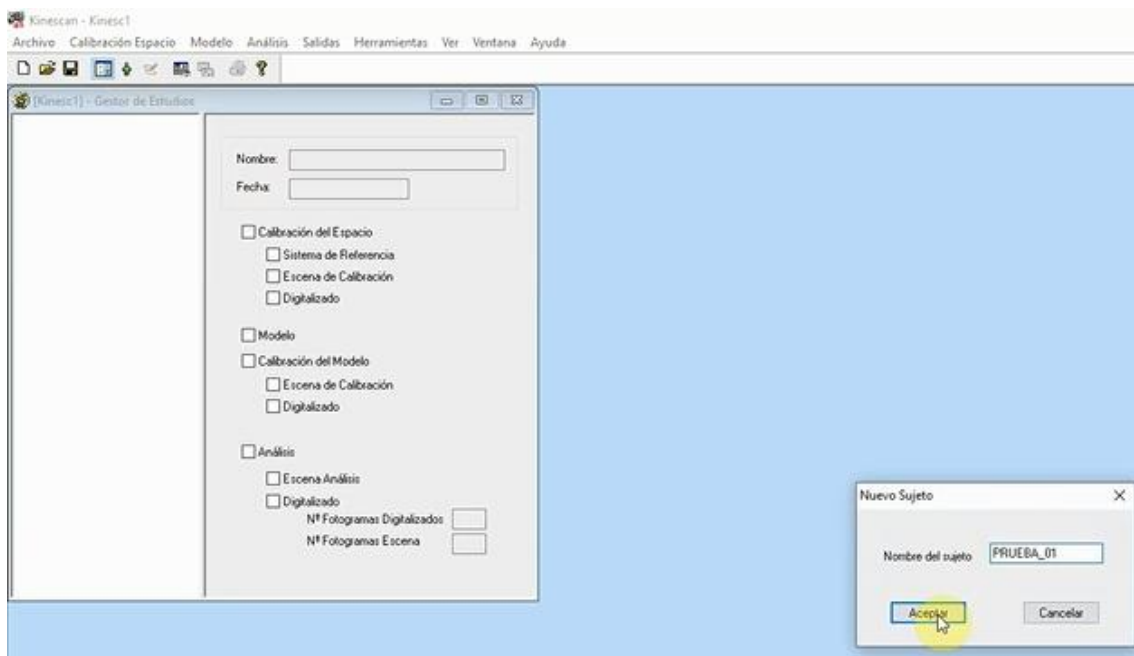 Kinescan - Kinesc1
Archivo Calibración Espacio Modelo Análisis Salidas Herramientas Ver Ventana Ayuda
[Kinesc1] - Gestor de Estudios
Nombre:
Fecha:
Calibración del Espacio
Sistema de Referencia
Escena de Calibración
Digitalizado
Modelo
Calibración del Modelo
Escena de Calibración
Digitalizado
Análisis
Escena Análisis
Digitalizado
Nº Fotogramas Digitalizados
Nº Fotogramas Escena
Nuevo Sujeto
Nombre del sujeto PRUEBA_01
Aceptar Cancelar